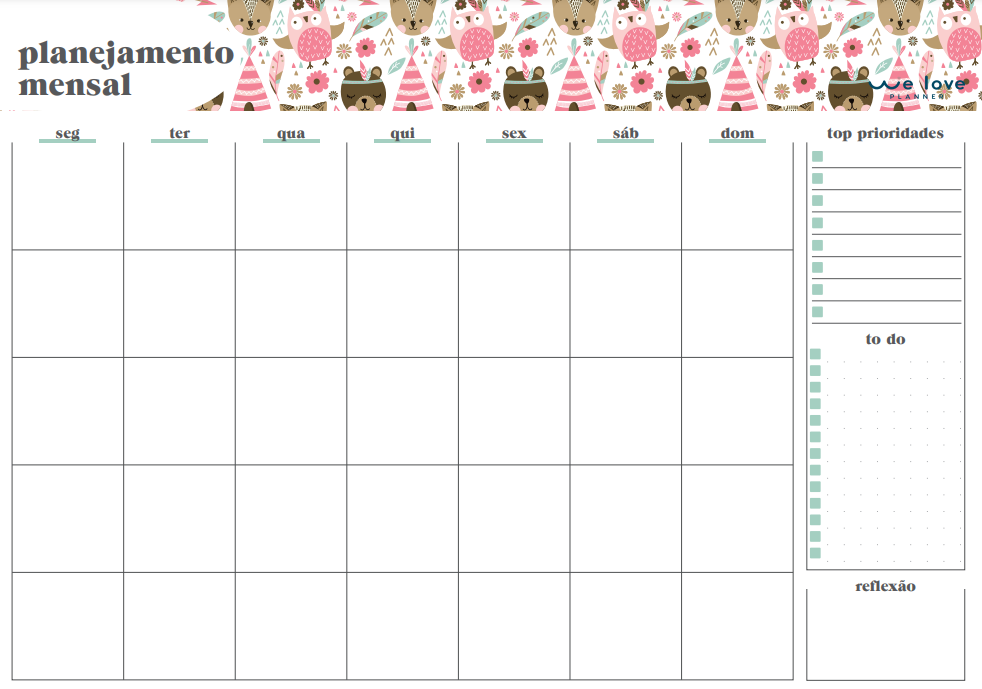 planejamento
mensal
we love
PLANNER
seg ter qua qui sex sáb dom top prioridades
to do
reflexão